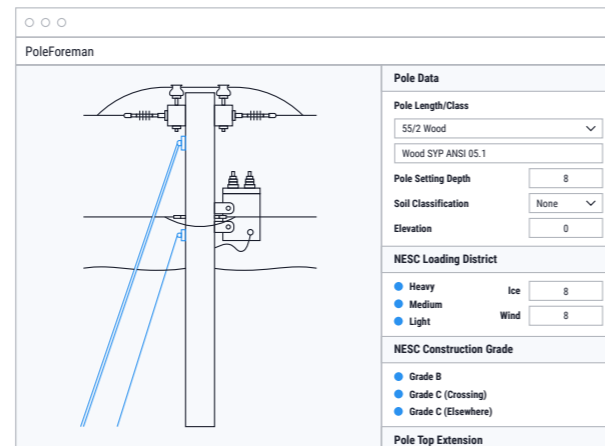 PoleForeman
Pole Data
Pole Length/Class
55/2 Wood
Wood SYP ANSI 05.1
Pole Setting Depth 8
Soil Classification None
Elevation 0
NESC Loading District
Heavy Ice 8
Medium
Light Wind 8
NESC Construction Grade
Grade B
Grade C (Crossing)
Grade C (Elsewhere)
Pole Top Extension